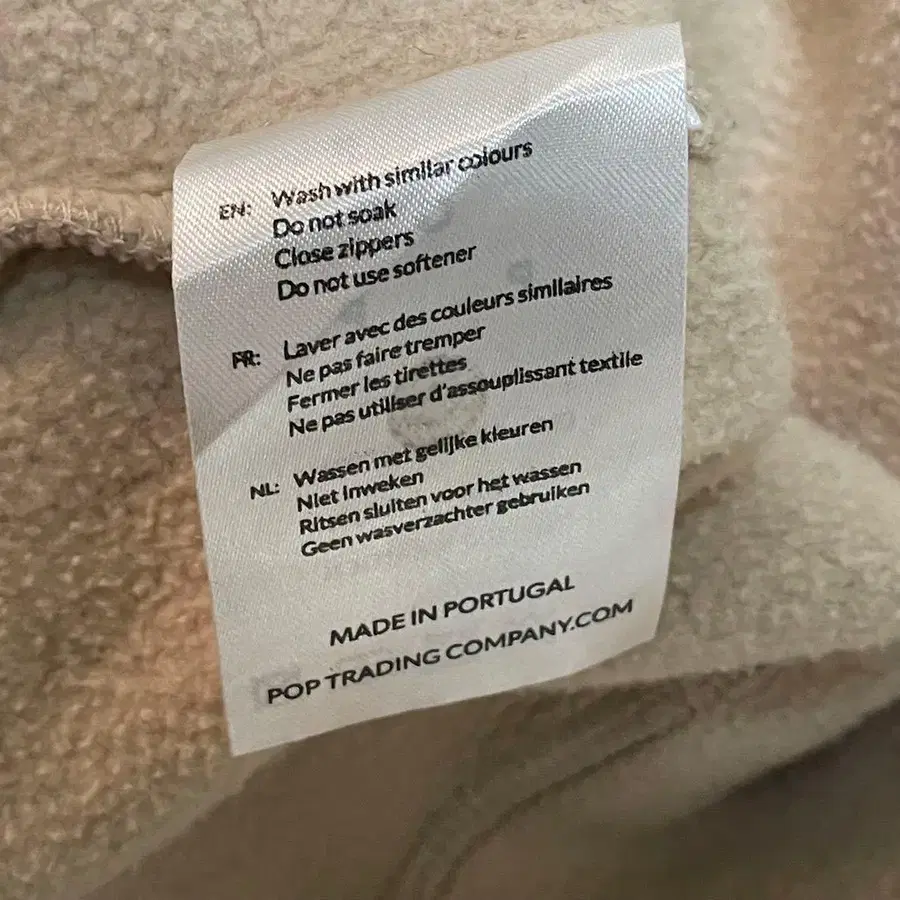 EN: Wash with similar colours
Do not soak
Close zippers
Do not use softener
FR: Laver avec des couleurs similaires
Ne pas faire tremper
Fermer les tirettes
Ne pas utiliser d'assouplissant textile
NL: Wassen met gelijke kleuren
Niet inweken
Ritsen sluiten voor het wassen
Geen wasverzachter gebruiken
MADE IN PORTUGAL
POP TRADING COMPANY.COM